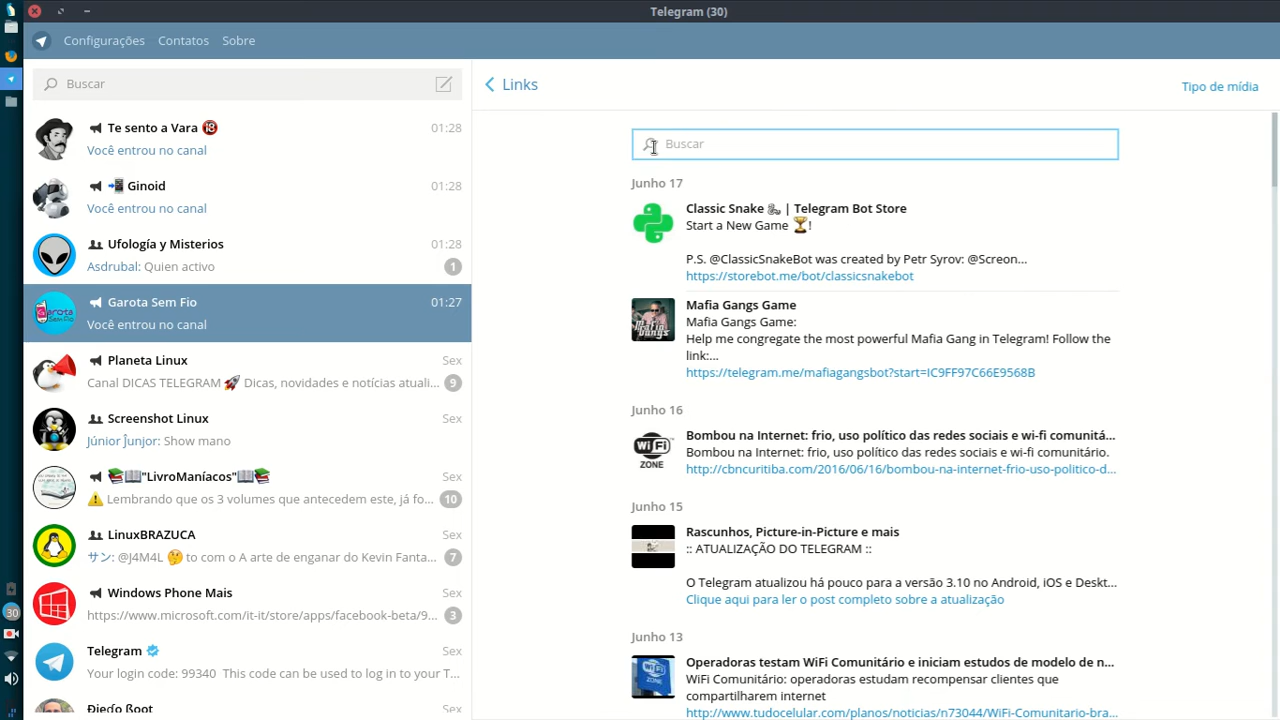 Telegram (30)
Configurações Contatos Sobre
Buscar
Te sento a Vara 🔞 01:28
Você entrou no canal
📲 Ginoid 01:28
Você entrou no canal
Ufología y Misterios 01:28
Asdrubal: Quien activo 1
Garota Sem Fio 01:27
Você entrou no canal
Planeta Linux Sex
Canal DICAS TELEGRAM 🚀 Dicas, novidades e notícias atuali... 9
Screenshot Linux Sex
Júnior Ĵunjor: Show mano
📚📖"LivroManíacos"📖📚 Sex
⚠ Lembrando que os 3 volumes que antecedem este, já fo... 10
LinuxBRAZUCA Sex
サン: @J4M4L 🤔 to com o A arte de enganar do Kevin Fanta... 7
Windows Phone Mais Sex
https://www.microsoft.com/it-it/store/apps/facebook-beta/9... 3
Telegram Sex
Your login code: 99340 This code can be used to log in to your T...
Sex
30
Links
Tipo de mídia
Buscar
Junho 17
Classic Snake 🐍 | Telegram Bot Store
Start a New Game 🏆!
P.S. @ClassicSnakeBot was created by Petr Syrov: @Screon...
https://storebot.me/bot/classicsnakebot
Mafia Gangs Game
Mafia Gangs Game:
Help me congregate the most powerful Mafia Gang in Telegram! Follow the
link:...
https://telegram.me/mafiagangsbot?start=IC9FF97C66E9568B
Junho 16
WiFi ZONE
Bombou na Internet: frio, uso político das redes sociais e wi-fi comunitá...
Bombou na Internet: frio, uso político das redes sociais e wi-fi comunitário.
http://cbncuritiba.com/2016/06/16/bombou-na-internet-frio-uso-politico-d...
Junho 15
Rascunhos, Picture-in-Picture e mais
:: ATUALIZAÇÃO DO TELEGRAM ::
O Telegram atualizou há pouco para a versão 3.10 no Android, iOS e Deskt...
Clique aqui para ler o post completo sobre a atualização
Junho 13
Operadoras testam WiFi Comunitário e iniciam estudos de modelo de n...
WiFi Comunitário: operadoras estudam recompensar clientes que
compartilharem internet
http://www.tudocelular.com/planos/noticias/n73044/WiFi-Comunitario-bra...